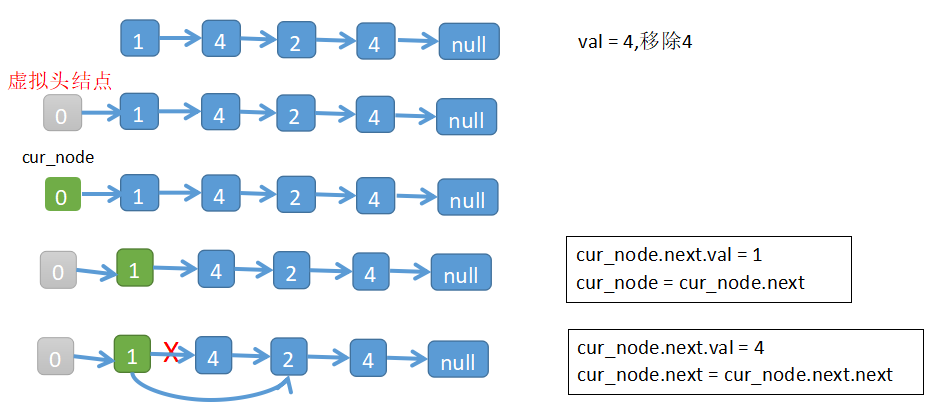 1 4 2 4 null val = 4,移除4
虚拟头结点
0 1 4 2 4 null
cur_node
0 1 4 2 4 null
0 1 4 2 4 null
cur_node.next.val = 1
cur_node = cur_node.next
0 1 X 4 2 4 null
cur_node.next.val = 4
cur_node.next = cur_node.next.next